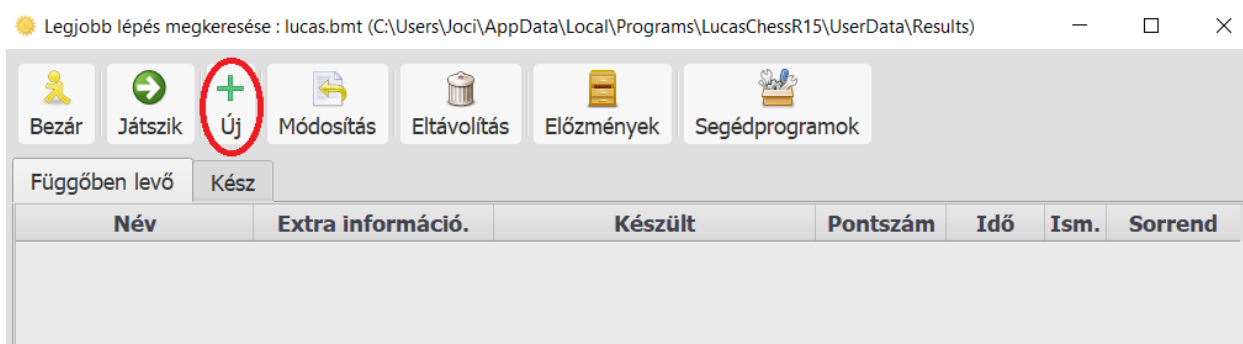 Legjobb lépés megkeresése : lucas.bmt (C:\Users\Joci\AppData\Local\Programs\LucasChessR15\UserData\Results)
Bezár Játszik Új Módosítás Eltávolítás Előzmények Segédprogramok
Függőben levő Kész
Név Extra információ. Készült Pontszám Idő Ism. Sorrend